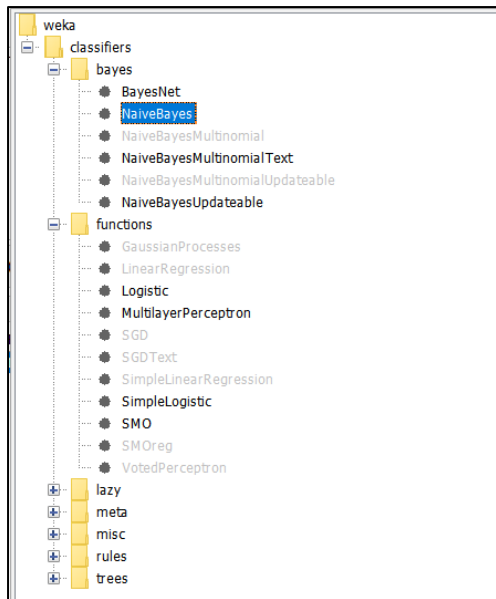 weka
classifiers
bayes
BayesNet
NaiveBayes
NaiveBayesMultinomial
NaiveBayesMultinomialText
NaiveBayesMultinomialUpdateable
NaiveBayesUpdateable
functions
GaussianProcesses
LinearRegression
Logistic
MultilayerPerceptron
SGD
SGDText
SimpleLinearRegression
SimpleLogistic
SMO
SMOreg
VotedPerceptron
lazy
meta
misc
rules
trees